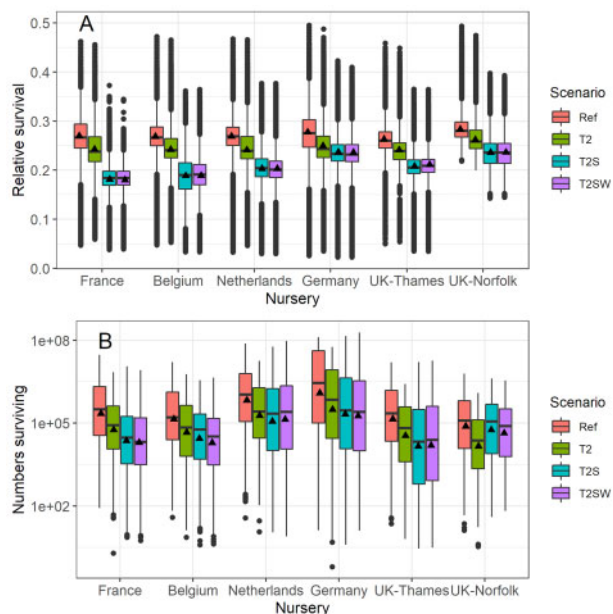 A
Relative survival
0.5
0.4
0.3
0.2
0.1
0.0
France Belgium Netherlands Germany UK-Thames UK-Norfolk
Nursery
Scenario
Ref
T2
T2S
T2SW
B
Numbers surviving
1e+08
1e+05
1e+02
France Belgium Netherlands Germany UK-Thames UK-Norfolk
Nursery
Scenario
Ref
T2
T2S
T2SW